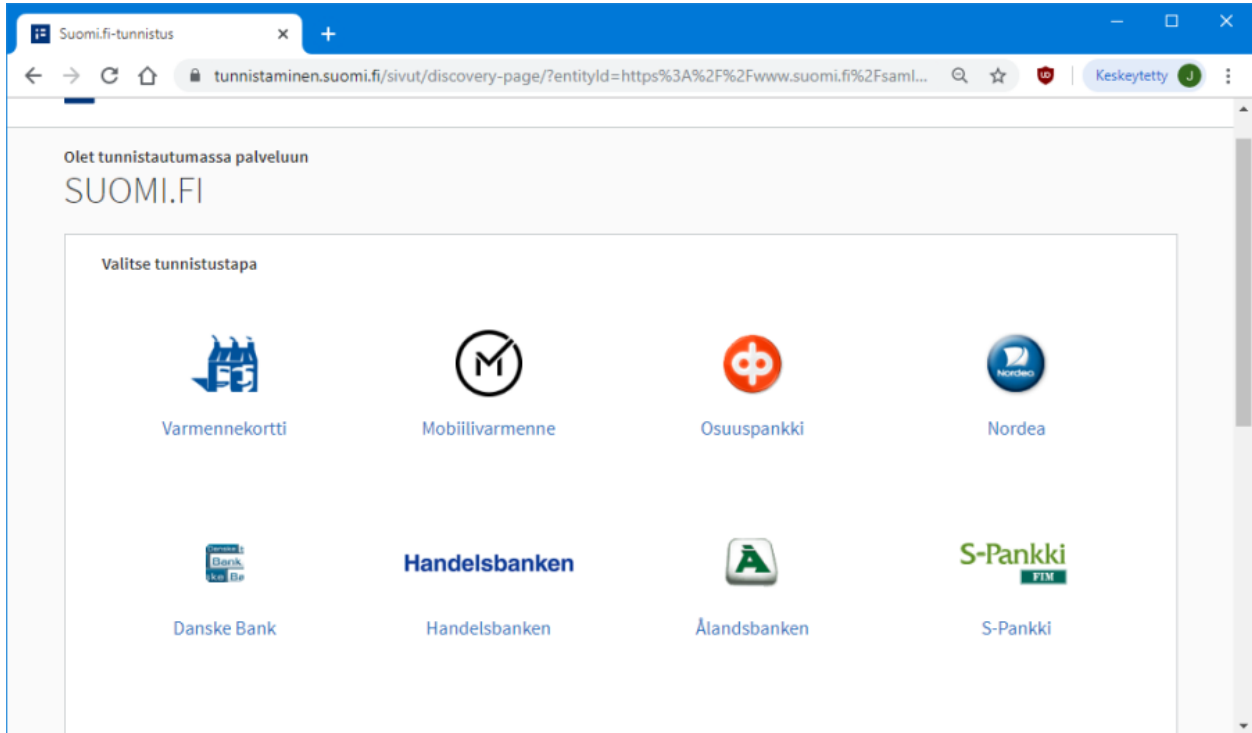 Suomi.fi-tunnistus
tunnistaminen.suomi.fi/sivut/discovery-page/?entityId=https%3A%2F%2Fwww.suomi.fi%2Fsaml...
Keskeytetty J
Olet tunnistautumassa palveluun
SUOMI.FI
Valitse tunnistustapa
Nordea
Varmennekortti Mobiilivarmenne Osuuspankki Nordea
Danske Bank Handelsbanken S-Pankki
FIM
Danske Bank Handelsbanken Ålandsbanken S-Pankki